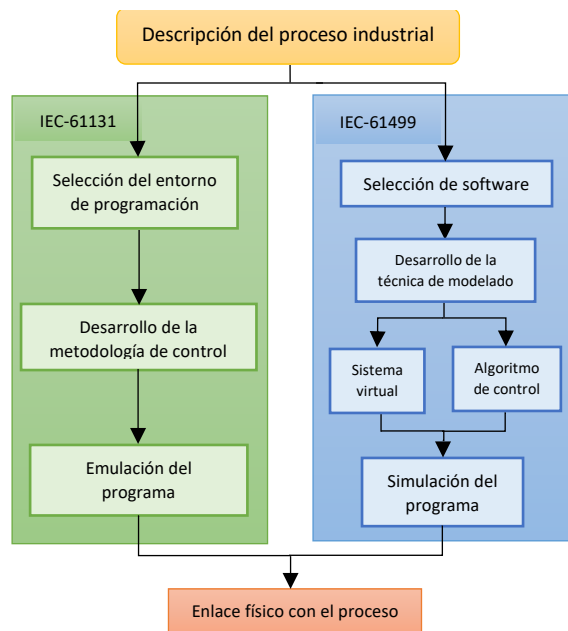 Descripción del proceso industrial
IEC-61131
Selección del entorno
de programación
Desarrollo de la
metodología de control
Emulación del
programa
IEC-61499
Selección de software
Desarrollo de la
técnica de modelado
Sistema
virtual
Algoritmo
de control
Simulación del
programa
Enlace físico con el proceso